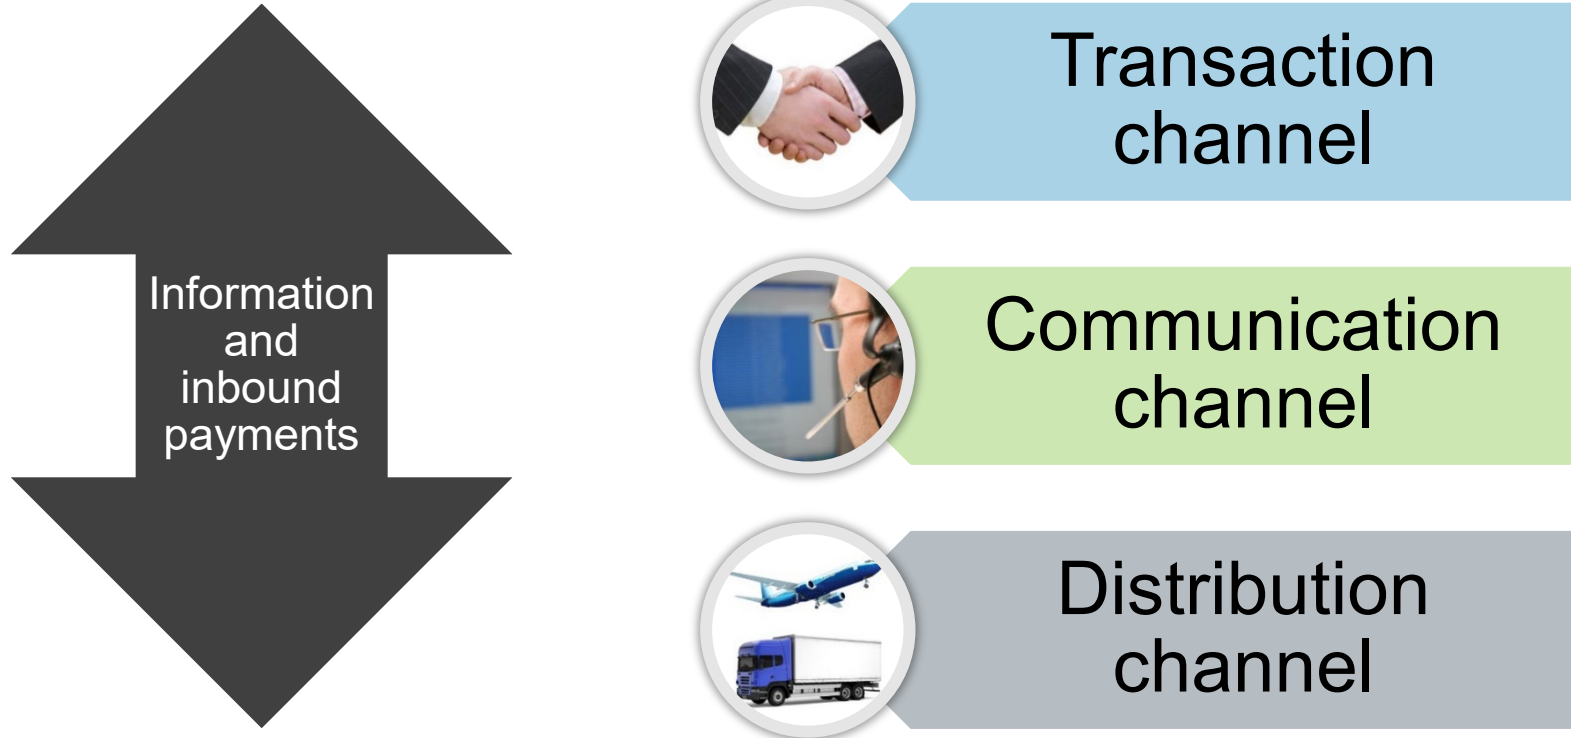 Information
and
inbound
payments
Transaction
channel
Communication
channel
Distribution
channel